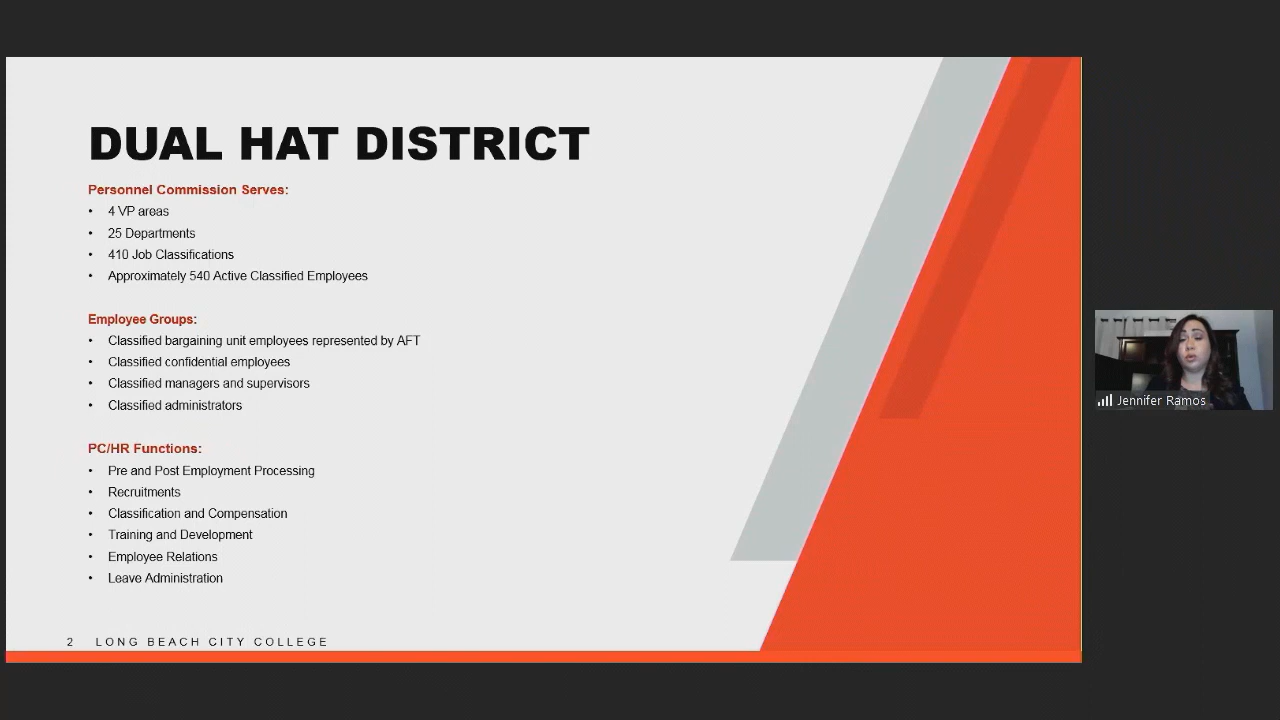 DUAL HAT DISTRICT
Personnel Commission Serves:
• 4 VP areas
• 25 Departments
• 410 Job Classifications
• Approximately 540 Active Classified Employees
Employee Groups:
• Classified bargaining unit employees represented by AFT
• Classified confidential employees
• Classified managers and supervisors
• Classified administrators
PC/HR Functions:
• Pre and Post Employment Processing
• Recruitments
• Classification and Compensation
• Training and Development
• Employee Relations
• Leave Administration
2 LONG BEACH CITY COLLEGE
Jennifer Ramos